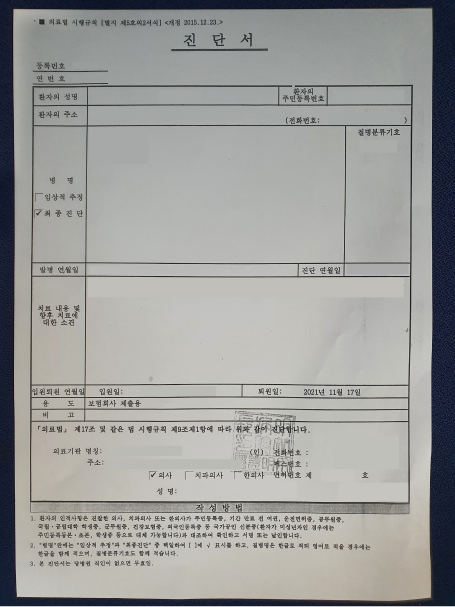 ■ 의료법 시행규칙 [별지 제5호의2서식] <개정 2015.12.23.>
진 단 서
등록번호
연 번 호
환자의 성명
환자의 주민등록번호
환자의 주소
(전화번호: )
병 명
임상적 추정
✓ 최 종 진 단
질병분류기호
발병 연월일
진단 연월일
치료 내용 및
향후 치료에
대한 소견
입원퇴원 연월일
입원일:
퇴원일: 2021년 11월 17일
용 도
보험회사 제출용
비 고
「의료법」 제17조 및 같은 법 시행규칙 제9조제1항에 따라 위와 같이 진단합니다.
의료기관 명칭:
(인) 전화번호 :
주소:
팩스번호 :
✓의사 치과의사 한의사 면허번호 제 호
성 명:
작 성 방 법
1. 환자의 인적사항은 진찰한 의사, 치과의사 또는 한의사가 주민등록증, 기간 만료 전 여권, 운전면허증, 공무원증,
국립·공립대학 학생증, 군무원증, 건강보험증, 외국인등록증 등 국가공인 신분증(환자가 미성년자인 경우에는
주민등록등본·초본, 학생증 등으로 대체 가능합니다)과 대조하여 확인하고 서명 또는 날인합니다.
2. "병명"란에는 "임상적 추정"과 "최종진단" 중 택일하여 [ ]에 √ 표시를 하고, 질병명은 한글로 적되 영어로 적을 경우에는
한글을 함께 적으며, 질병분류기호도 함께 적습니다.
3. 본 진단서는 당병원 직인이 없으면 무효임.